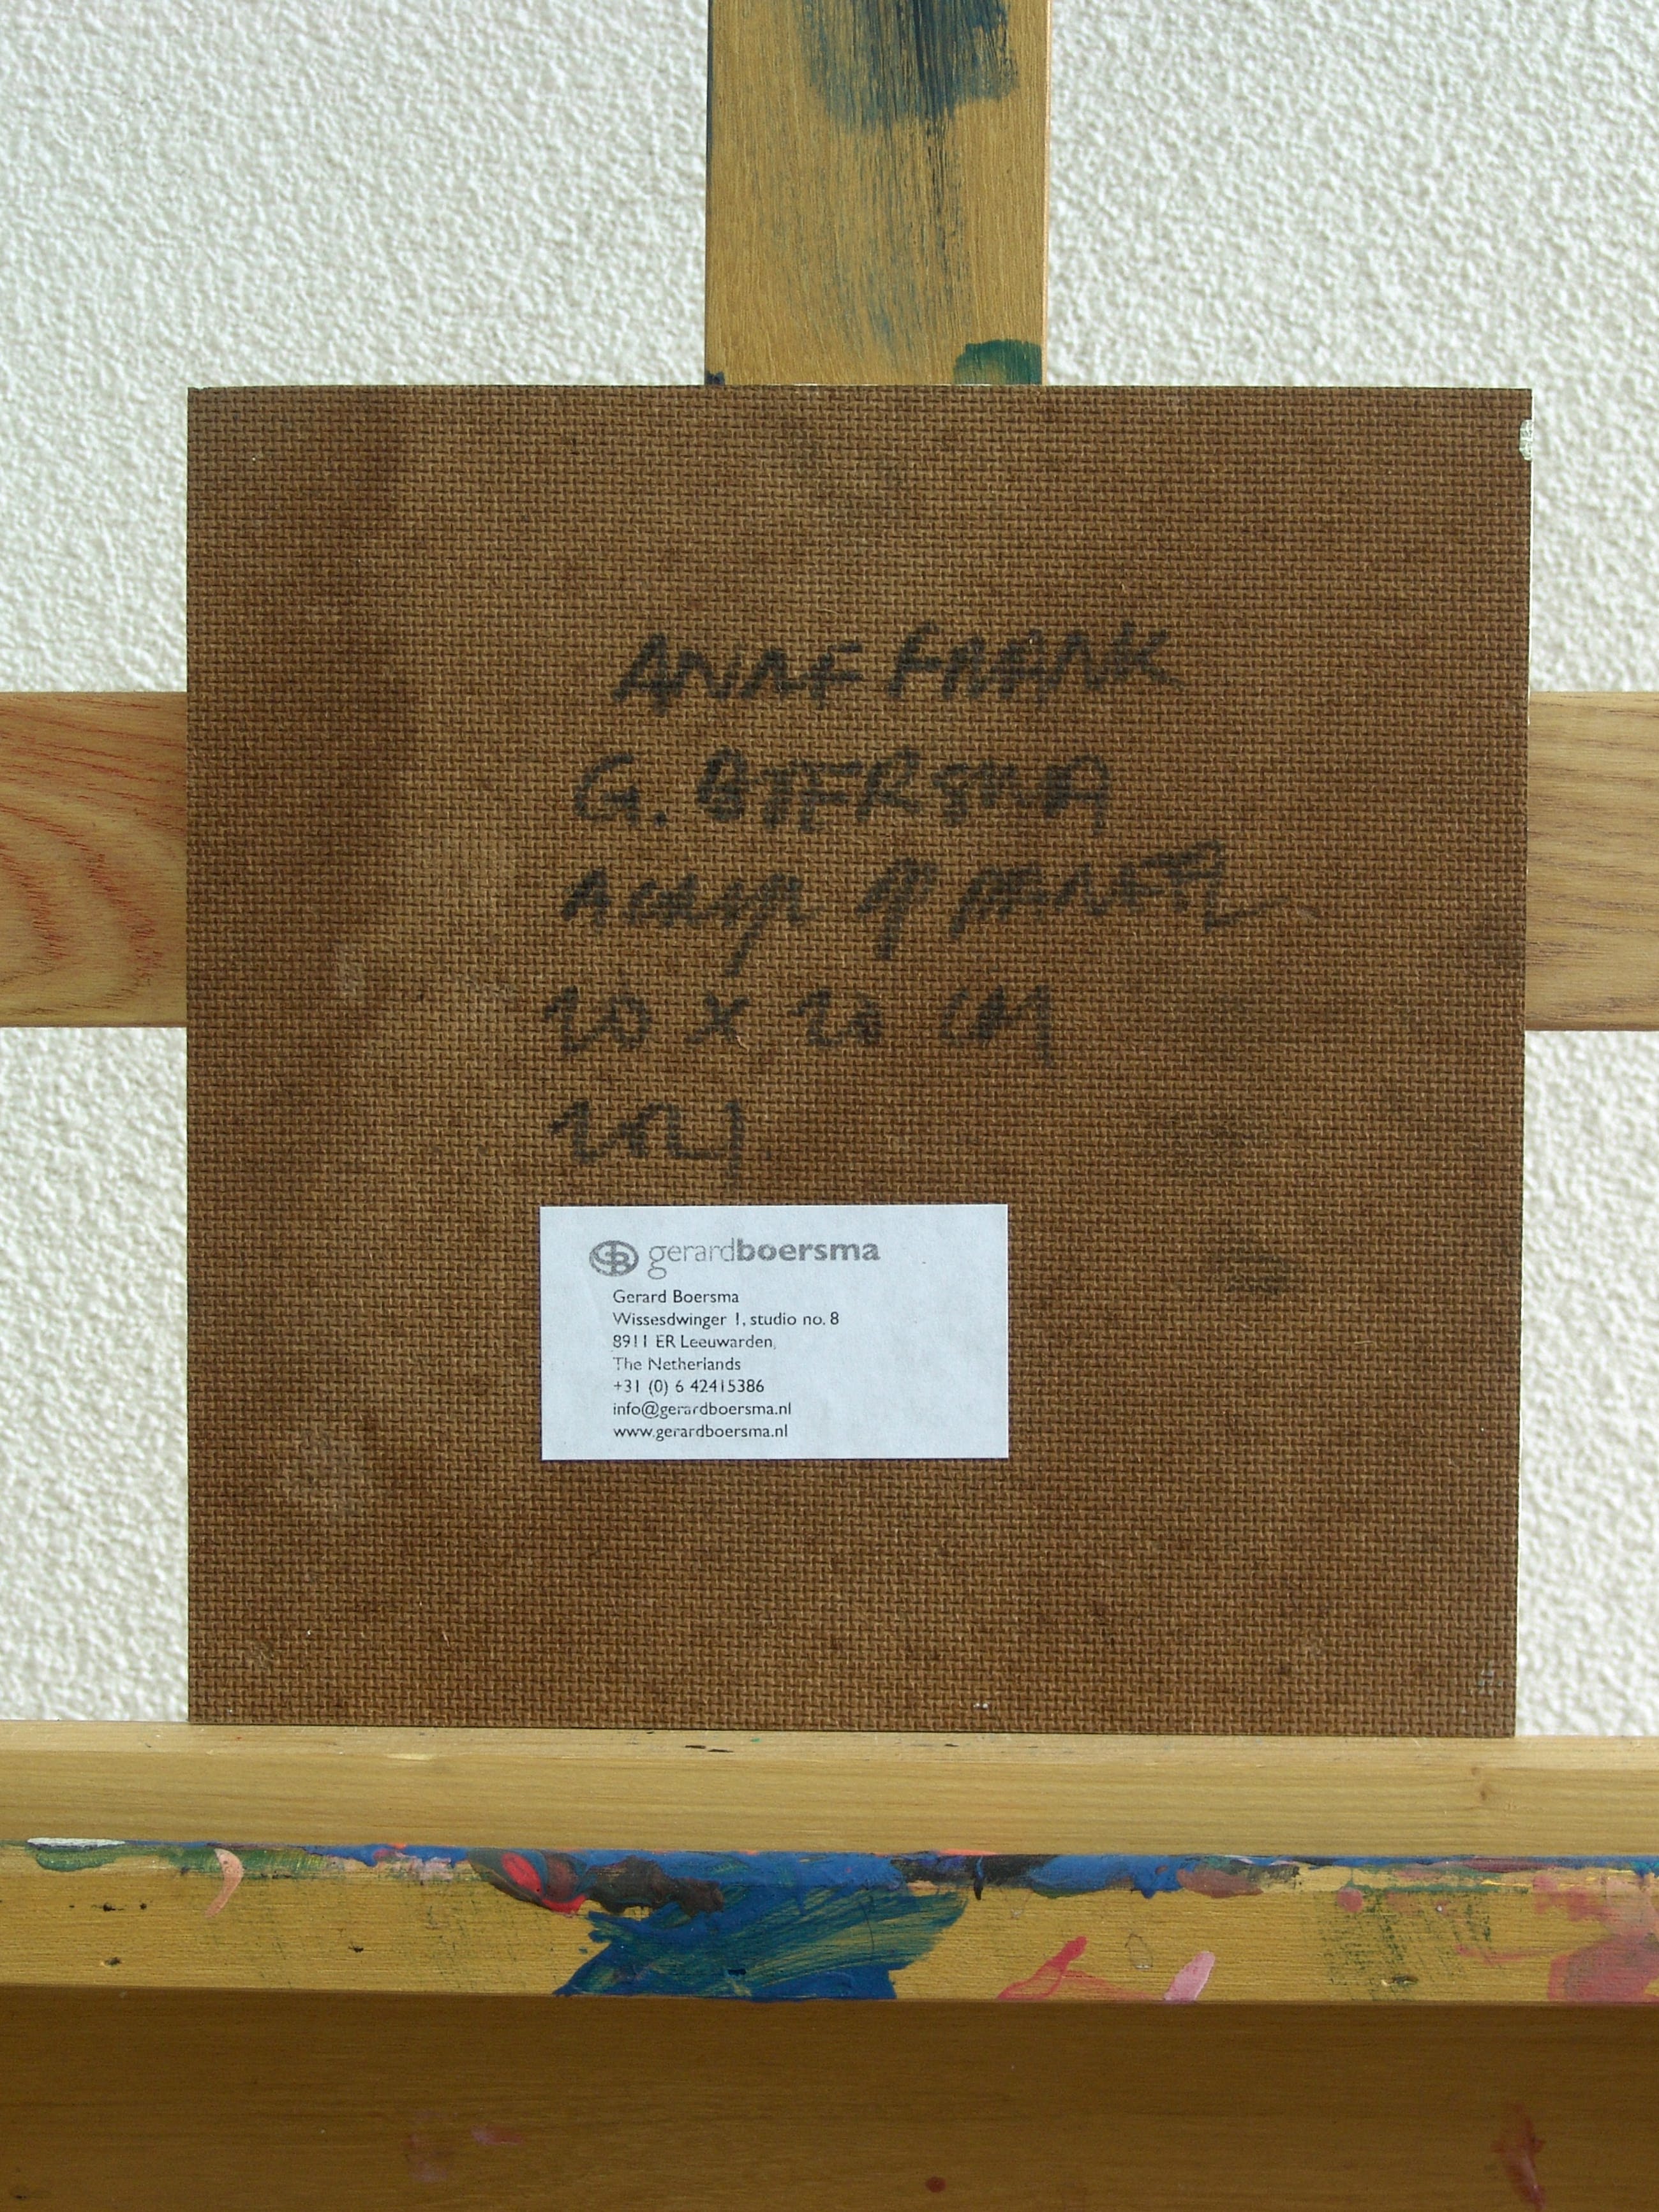 ANNE FRANK
G. BOERSMA
ACRYL OP PANEEL
20 X 20 CM
GB gerardboersma
Gerard Boersma
Wissesdwinger 1, studio no. 8
8911 ER Leeuwarden,
The Netherlands
+31 (0) 6 42415386
info@gerardboersma.nl
www.gerardboersma.nl